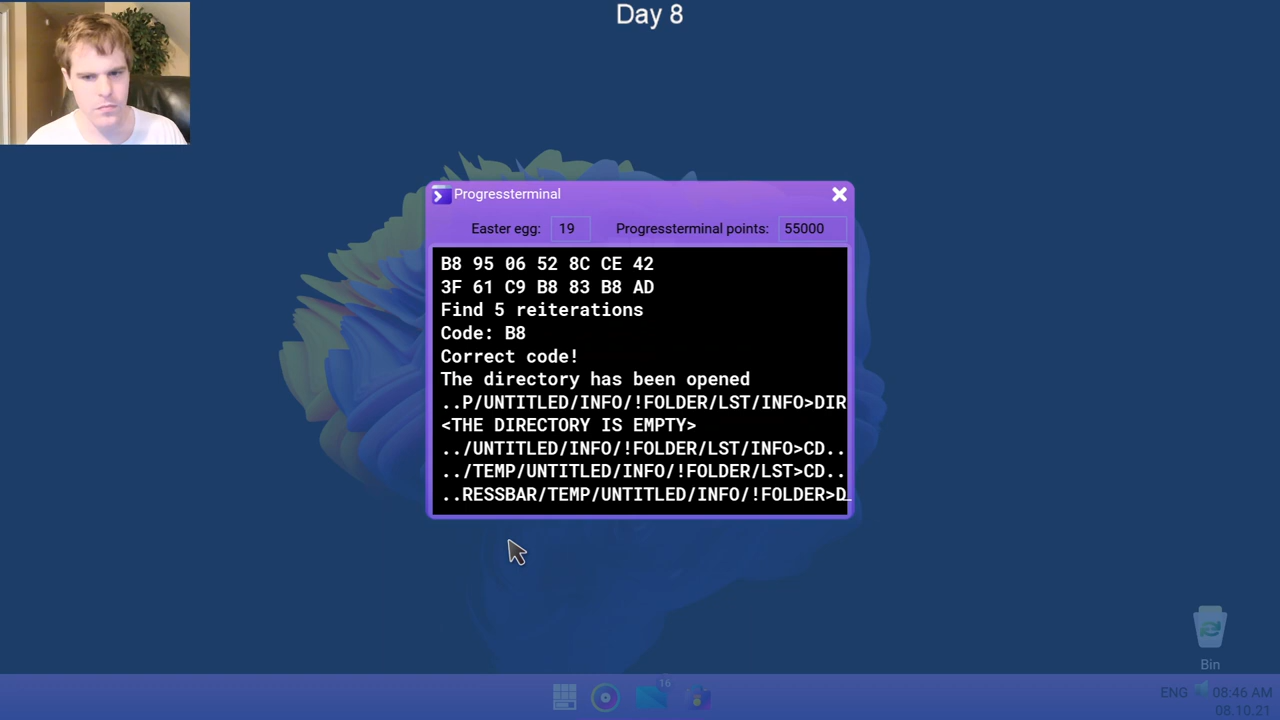 Day 8
Progressterminal
Easter egg: 19 Progressterminal points: 55000
B8 95 06 52 8C CE 42
3F 61 C9 B8 83 B8 AD
Find 5 reiterations
Code: B8
Correct code!
The directory has been opened
..P/UNTITLED/INFO/!FOLDER/LST/INFO>DIR
<THE DIRECTORY IS EMPTY>
../UNTITLED/INFO/!FOLDER/LST/INFO>CD..
../TEMP/UNTITLED/INFO/!FOLDER/LST>CD..
..RESSBAR/TEMP/UNTITLED/INFO/!FOLDER>D_
Bin
16
ENG 08:46 AM
08.10.21